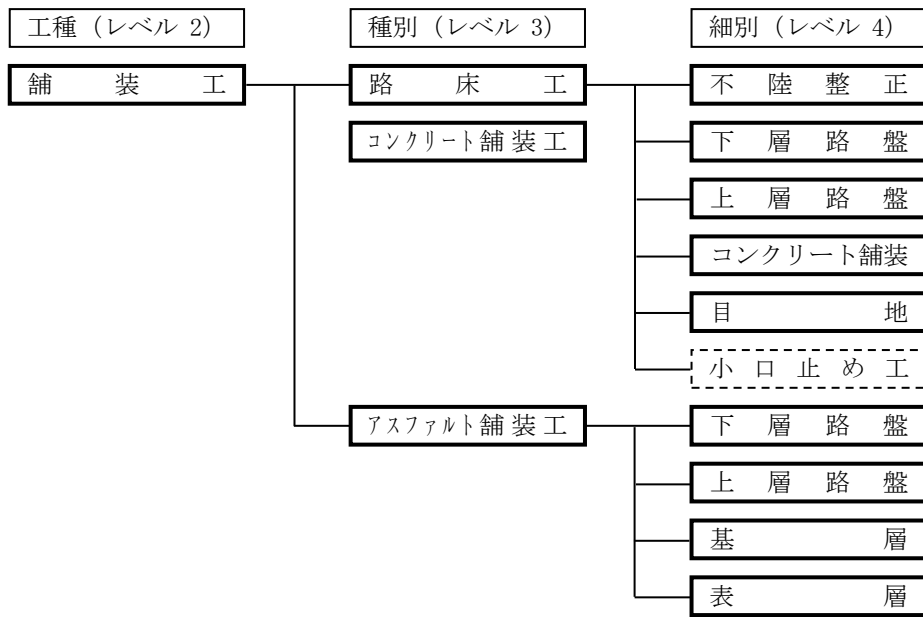 工種（レベル 2）
種別（レベル 3）
細別（レベル 4）
舗装工
路床工
不陸整正
コンクリート舗装工
下層路盤
上層路盤
コンクリート舗装
目地
小口止め工
アスファルト舗装工
下層路盤
上層路盤
基層
表層